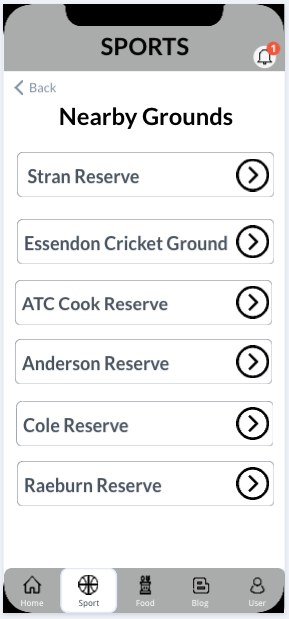 SPORTS
1
Back
Nearby Grounds
Stran Reserve
Essendon Cricket Ground
ATC Cook Reserve
Anderson Reserve
Cole Reserve
Raeburn Reserve
Home Sport Food Blog User